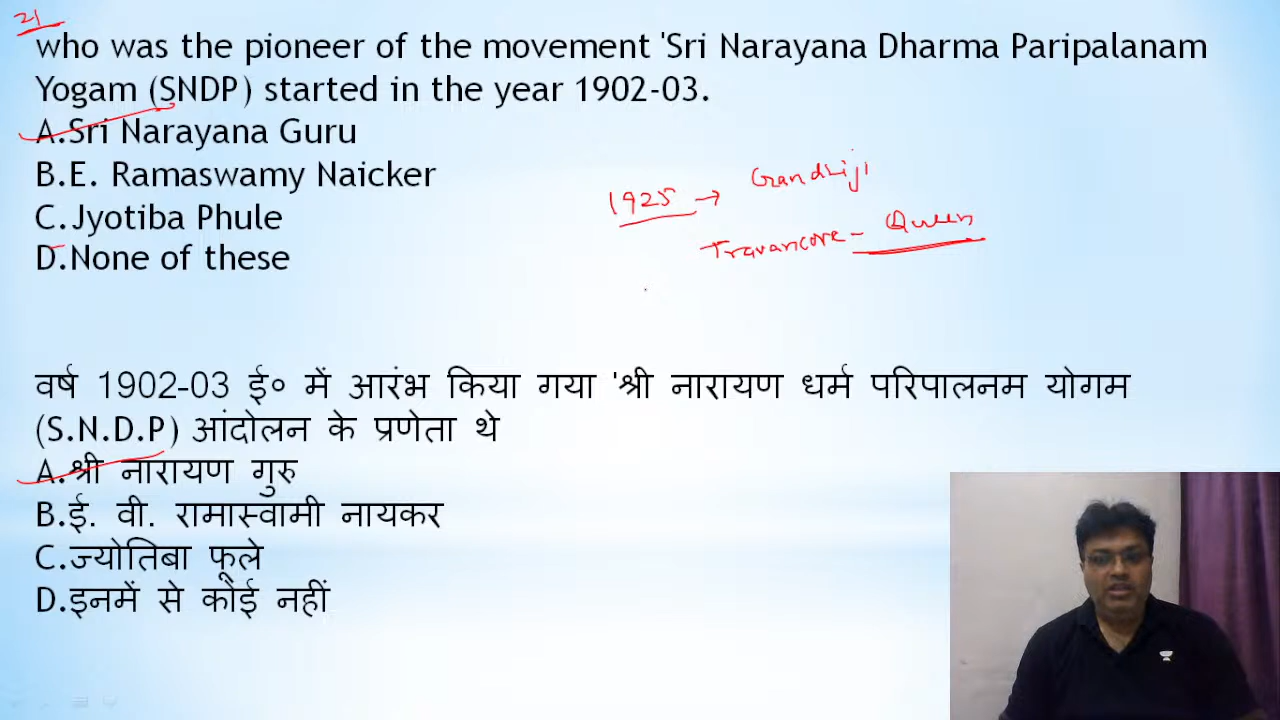 21
who was the pioneer of the movement 'Sri Narayana Dharma Paripalanam
Yogam (SNDP) started in the year 1902-03.
A.Sri Narayana Guru
B.E. Ramaswamy Naicker
C.Jyotiba Phule
D.None of these
1925 → Gandhiji
Travancore - Queen
वर्ष 1902-03 ई० में आरंभ किया गया 'श्री नारायण धर्म परिपालनम योगम
(S.N.D.P) आंदोलन के प्रणेता थे
A.श्री नारायण गुरु
B.ई. वी. रामास्वामी नायकर
C.ज्योतिबा फूले
D.इनमें से कोई नहीं